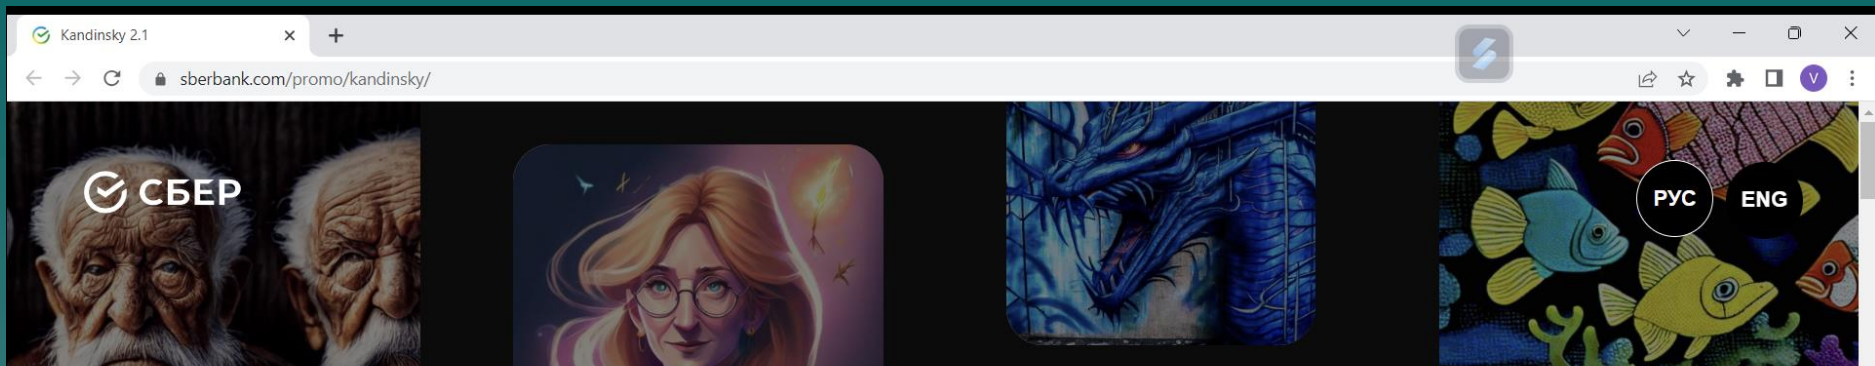 Kandinsky 2.1
sberbank.com/promo/kandinsky/
V
СБЕР
РУС
ENG